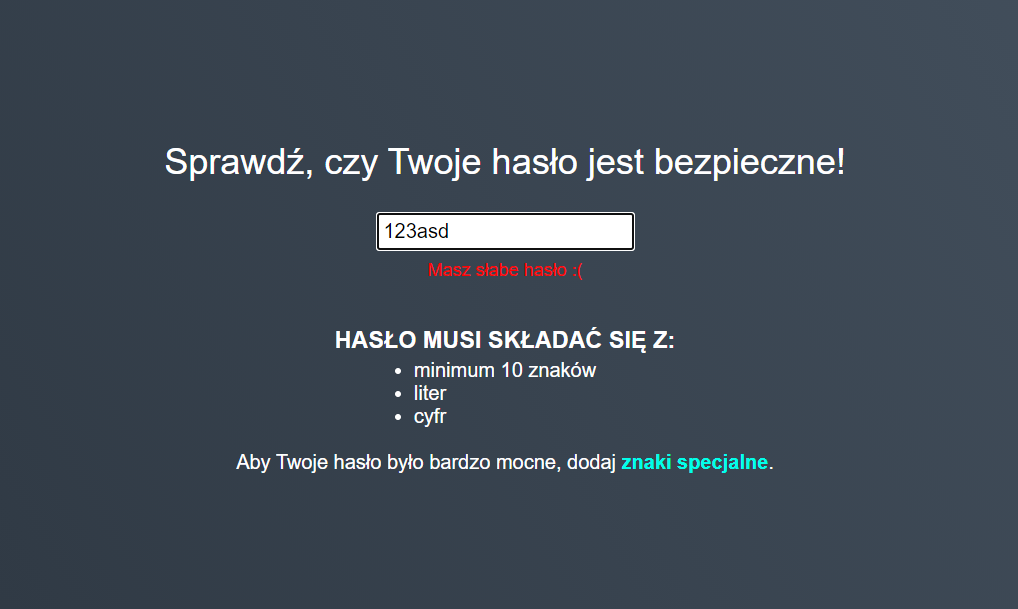 Sprawdź, czy Twoje hasło jest bezpieczne!
123asd
Masz słabe hasło :(
HASŁO MUSI SKŁADAĆ SIĘ Z:
• minimum 10 znaków
• liter
• cyfr
Aby Twoje hasło było bardzo mocne, dodaj znaki specjalne.